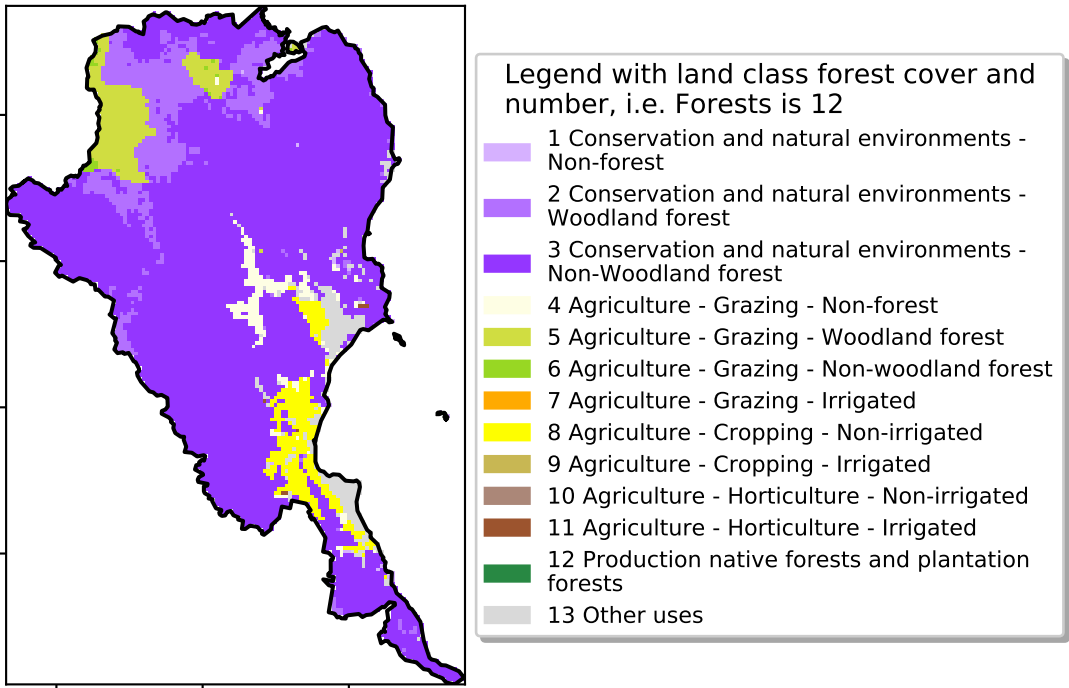 Legend with land class forest cover and
number, i.e. Forests is 12
1 Conservation and natural environments -
Non-forest
2 Conservation and natural environments -
Woodland forest
3 Conservation and natural environments -
Non-Woodland forest
4 Agriculture - Grazing - Non-forest
5 Agriculture - Grazing - Woodland forest
6 Agriculture - Grazing - Non-woodland forest
7 Agriculture - Grazing - Irrigated
8 Agriculture - Cropping - Non-irrigated
9 Agriculture - Cropping - Irrigated
10 Agriculture - Horticulture - Non-irrigated
11 Agriculture - Horticulture - Irrigated
12 Production native forests and plantation
forests
13 Other uses